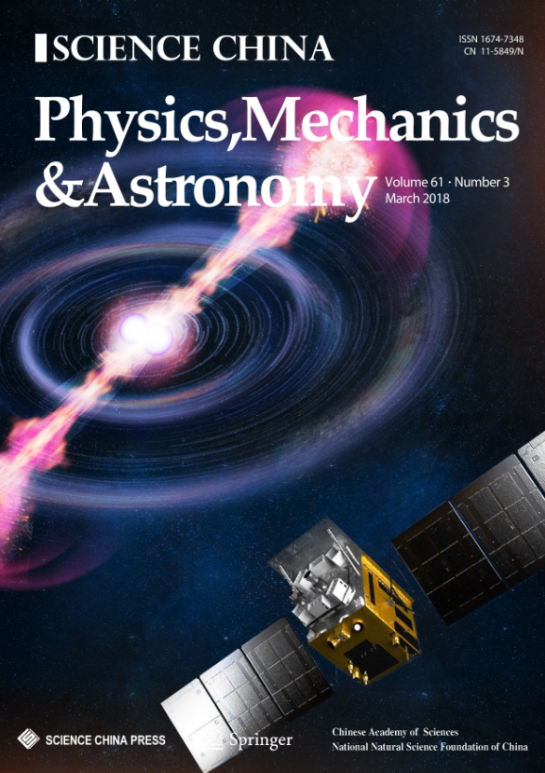 SCIENCE CHINA
ISSN 1674-7348
CN 11-5849/N
Physics,Mechanics
&Astronomy
Volume 61 · Number 3
March 2018
SCIENCE CHINA PRESS
Springer
Chinese Academy of Sciences
National Natural Science Foundation of China